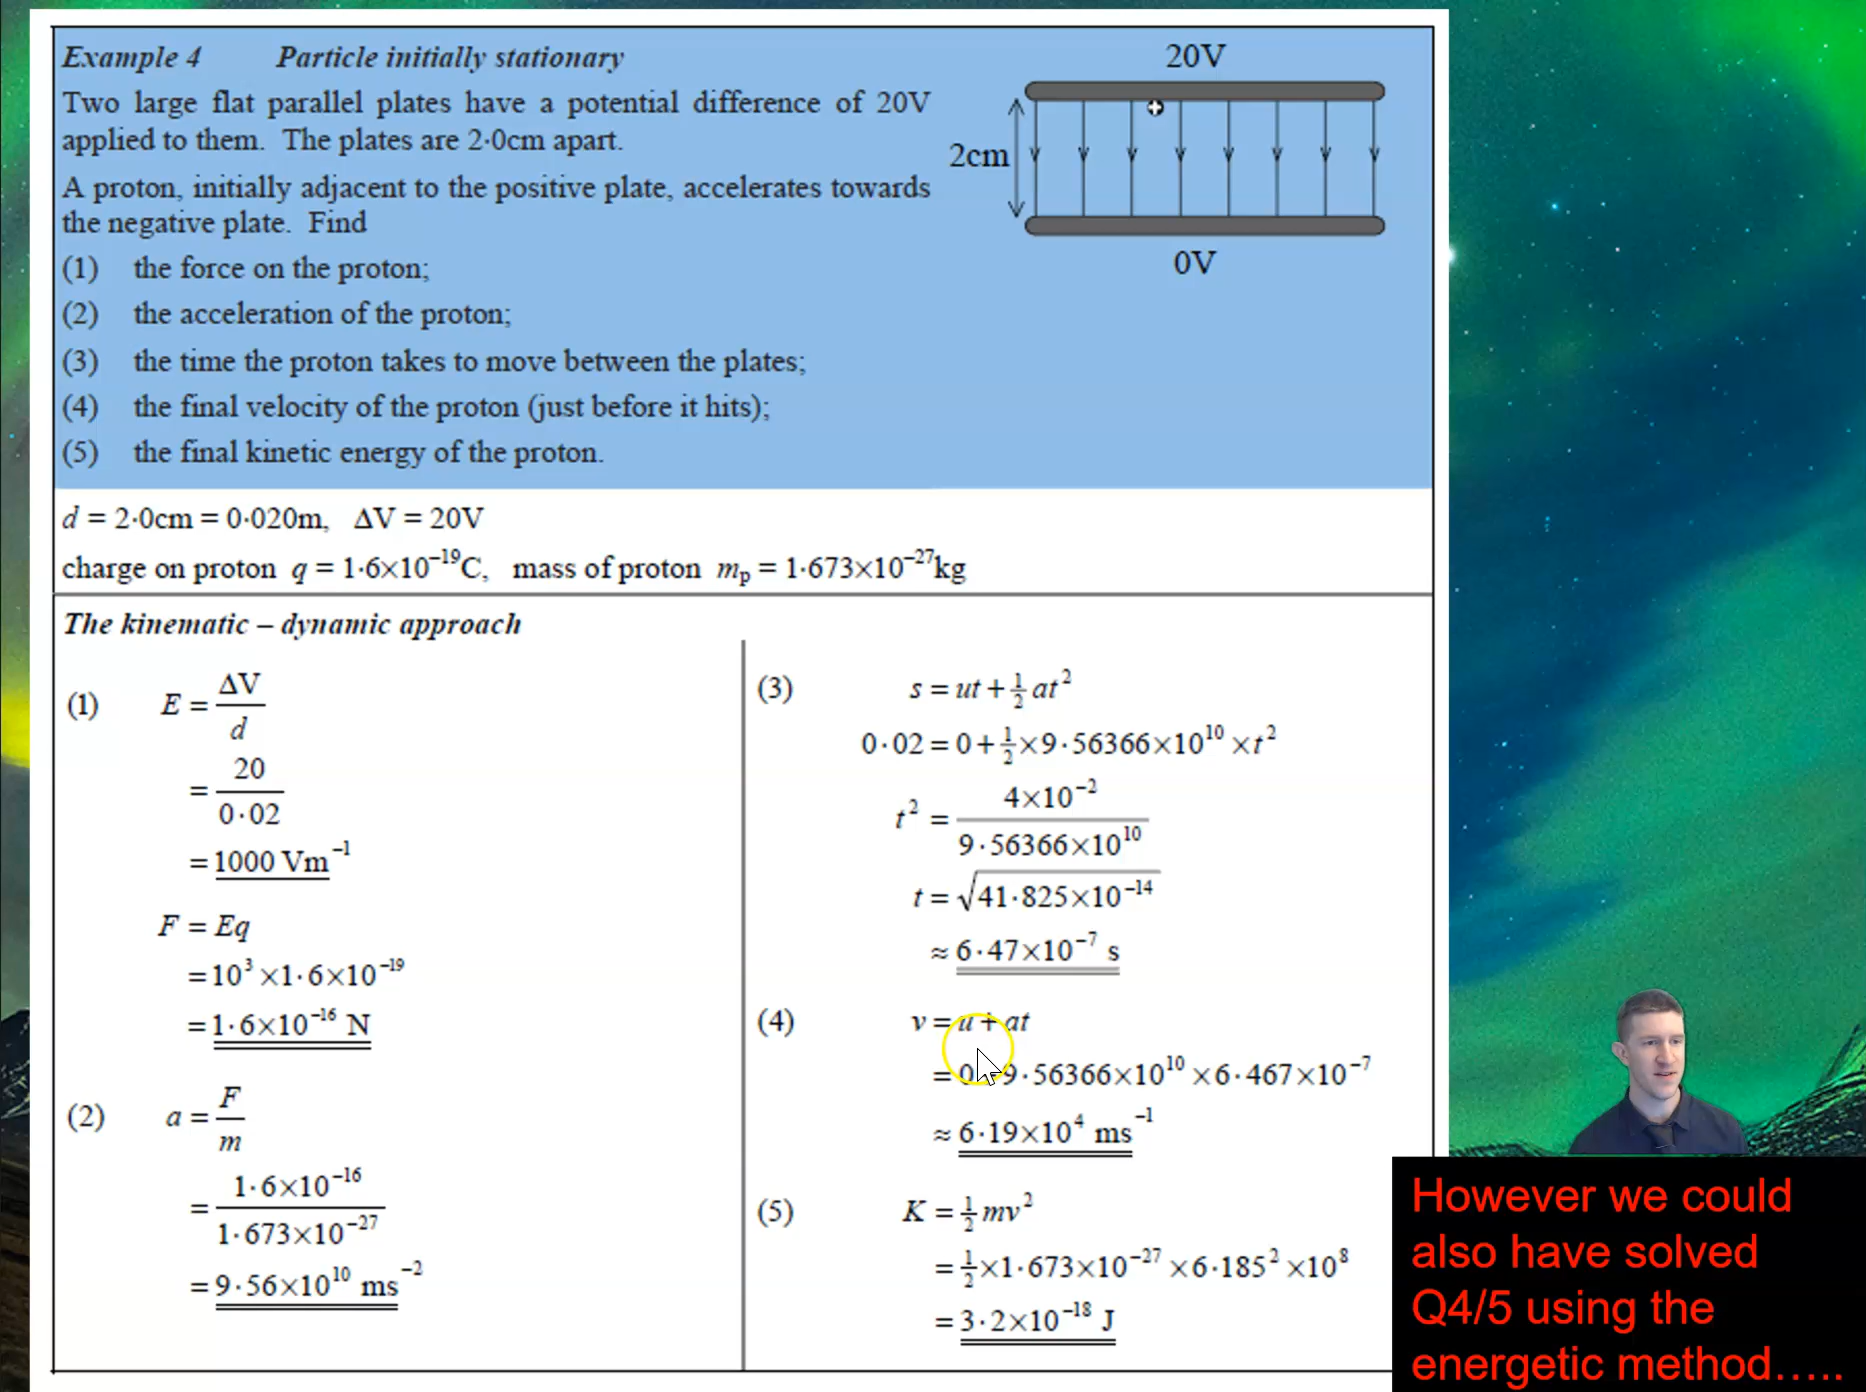 Example 4 Particle initially stationary
Two large flat parallel plates have a potential difference of 20V
applied to them. The plates are 2·0cm apart.
A proton, initially adjacent to the positive plate, accelerates towards
the negative plate. Find
(1) the force on the proton;
(2) the acceleration of the proton;
(3) the time the proton takes to move between the plates;
(4) the final velocity of the proton (just before it hits);
(5) the final kinetic energy of the proton.
20V
2cm
0V
d = 2·0cm = 0·020m, ΔV = 20V
charge on proton q = 1·6×10⁻¹⁹C, mass of proton mₚ = 1·673×10⁻²⁷kg
The kinematic – dynamic approach
(1) E = ΔV/d
= 20/0·02
= 1000 Vm⁻¹
F = Eq
= 10³ ×1·6×10⁻¹⁹
= 1·6×10⁻¹⁶ N
(2) a = F/m
= 1·6×10⁻¹⁶/1·673×10⁻²⁷
= 9·56×10¹⁰ ms⁻²
(3) s = ut + ½ at²
0·02 = 0 + ½×9·56366×10¹⁰ ×t²
t² = 4×10⁻²/9·56366×10¹⁰
t = √41·825×10⁻¹⁴
≈ 6·47×10⁻⁷ s
(4) v = u + at
= 0 9·56366×10¹⁰ ×6·467×10⁻⁷
≈ 6·19×10⁴ ms⁻¹
(5) K = ½ mv²
= ½×1·673×10⁻²⁷ ×6·185² ×10⁸
= 3·2×10⁻¹⁸ J
However we could
also have solved
Q4/5 using the
energetic method…..